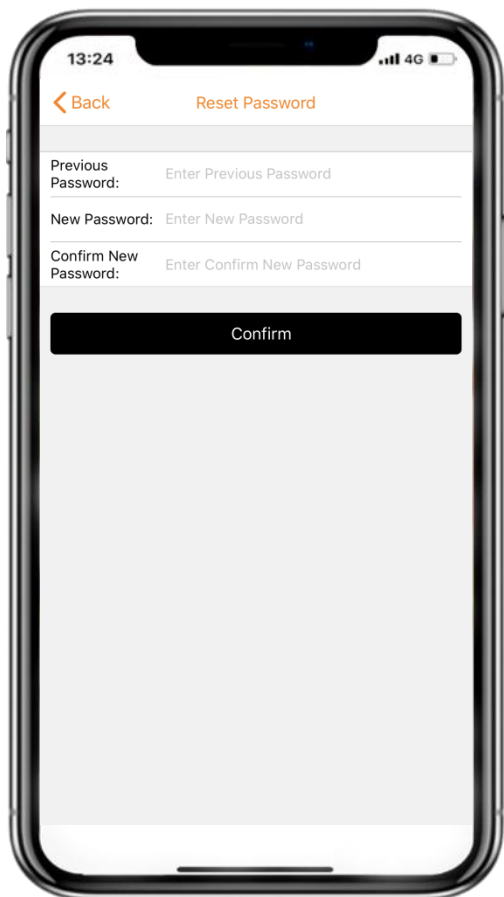 13:24 4G
Back Reset Password
Previous
Password: Enter Previous Password
New Password: Enter New Password
Confirm New
Password: Enter Confirm New Password
Confirm